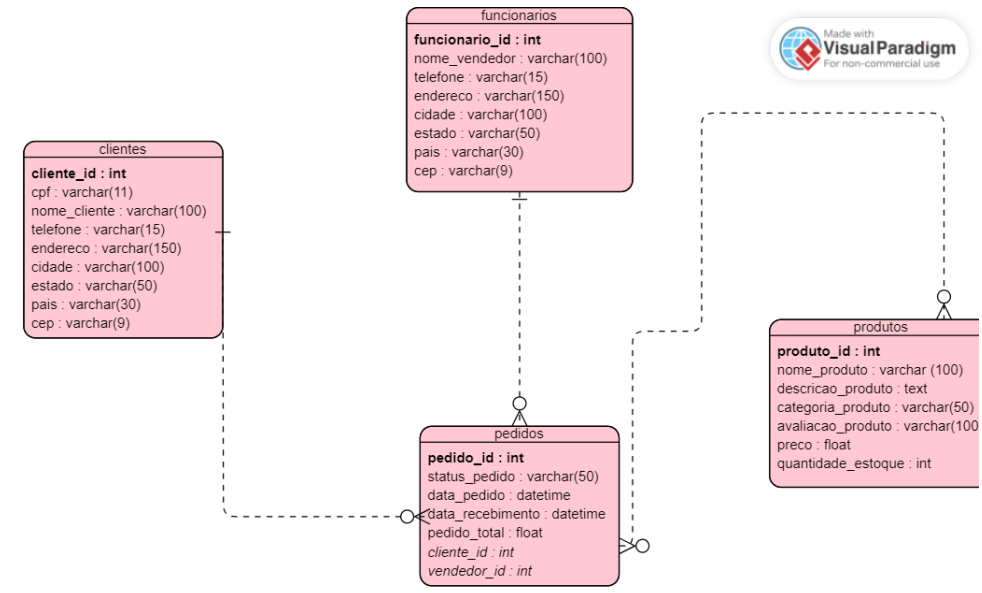 funcionarios
funcionario_id : int
nome_vendedor : varchar(100)
telefone : varchar(15)
endereco : varchar(150)
cidade : varchar(100)
estado : varchar(50)
pais : varchar(30)
cep : varchar(9)
Made with
Visual Paradigm
For non-commercial use
clientes
cliente_id : int
cpf : varchar(11)
nome_cliente : varchar(100)
telefone : varchar(15)
endereco : varchar(150)
cidade : varchar(100)
estado : varchar(50)
pais : varchar(30)
cep : varchar(9)
produtos
produto_id : int
nome_produto : varchar (100)
descricao_produto : text
categoria_produto : varchar(50)
avaliacao_produto : varchar(100
preco : float
quantidade_estoque : int
pedidos
pedido_id : int
status_pedido : varchar(50)
data_pedido : datetime
data_recebimento : datetime
pedido_total : float
cliente_id : int
vendedor_id : int